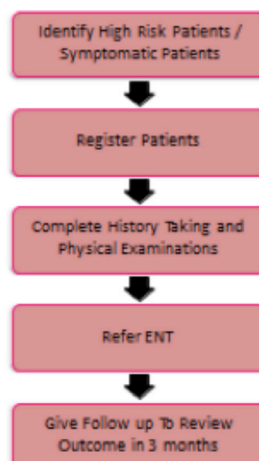 Identify High Risk Patients /
Symptomatic Patients
Register Patients
Complete History Taking and
Physical Examinations
Refer ENT
Give Follow up To Review
Outcome in 3 months